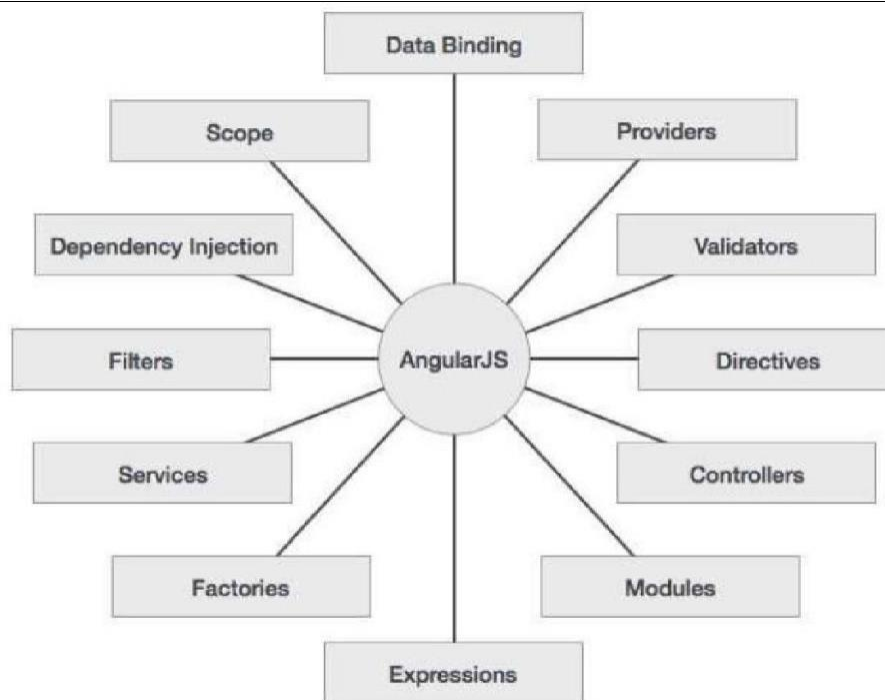 Data Binding
Scope
Providers
Dependency Injection
Validators
Filters
AngularJS
Directives
Services
Controllers
Factories
Modules
Expressions